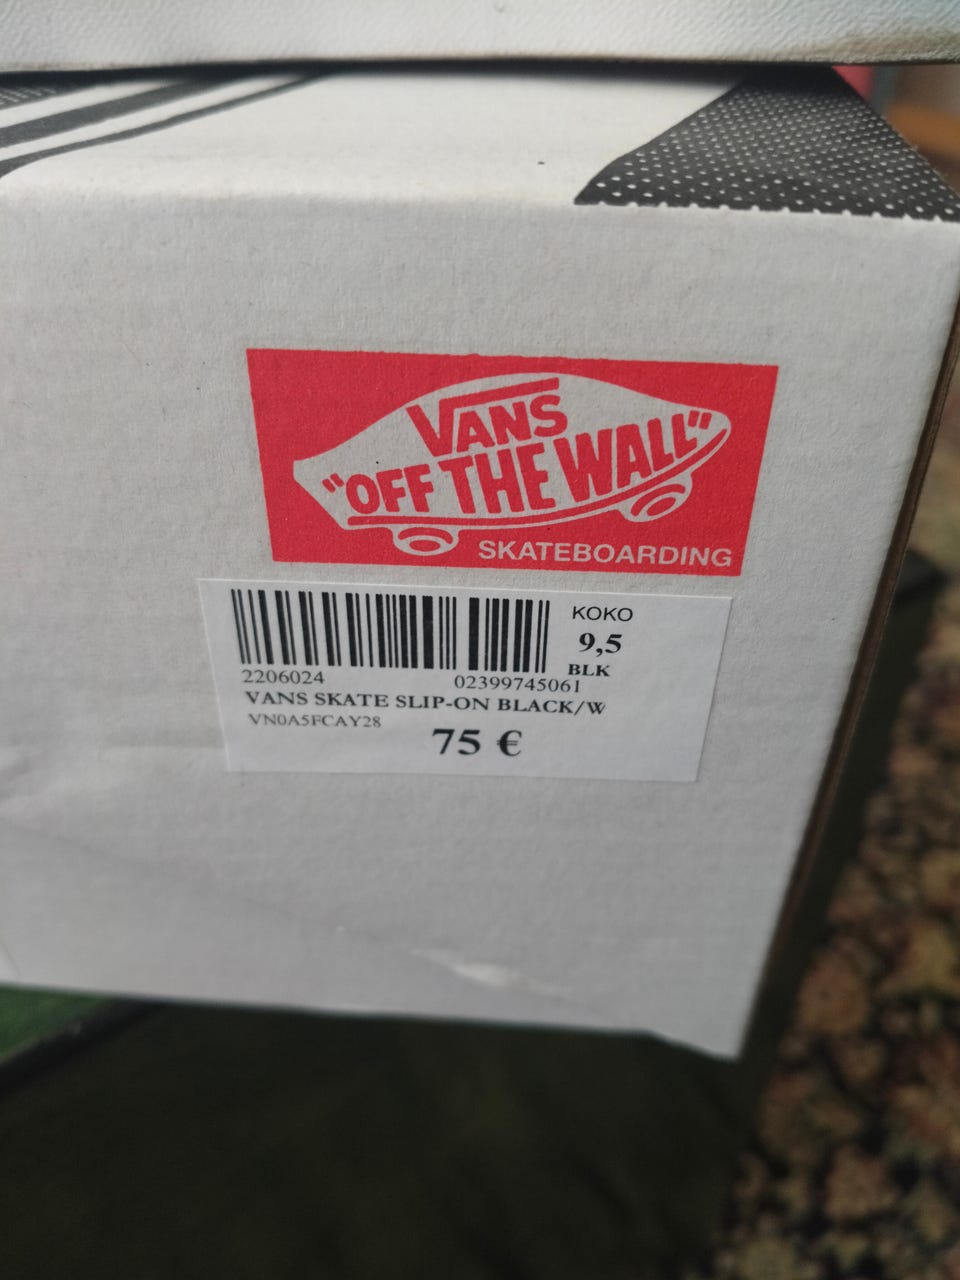 VANS
"OFF THE WALL"
SKATEBOARDING
KOKO
9,5
BLK
2206024 02399745061
VANS SKATE SLIP-ON BLACK/W
VN0A5FCAY28
75 €